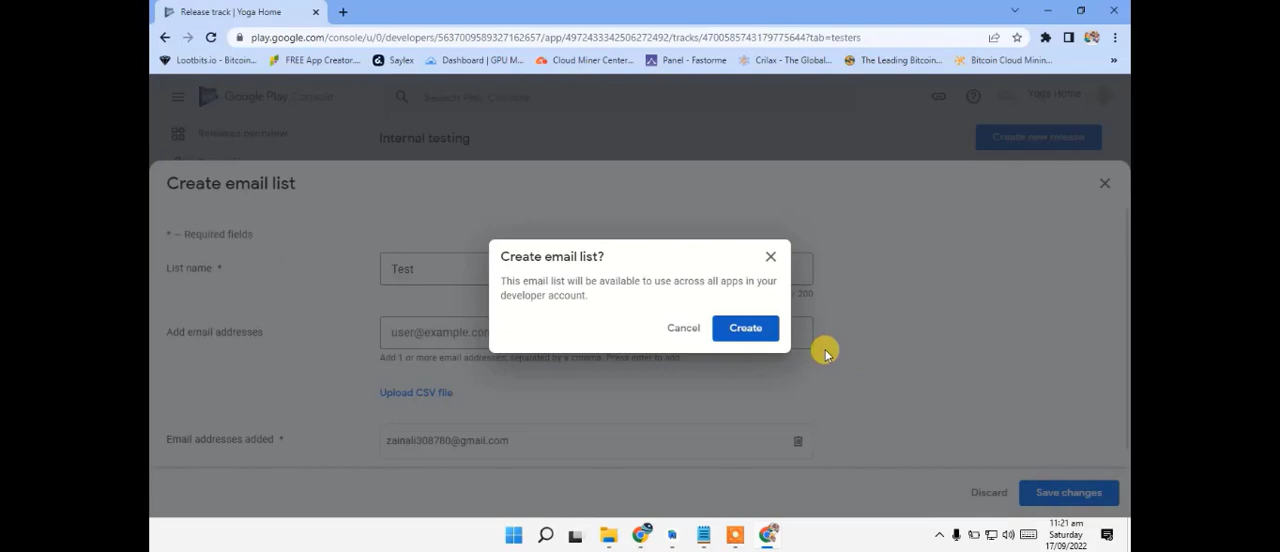 Release track | Yoga Home
play.google.com/console/u/0/developers/5637009589327162657/app/4972433342506272492/tracks/4700585743179775644?tab=testers
Lootbits.io - Bitcoin...
FREE App Creator...
Saylex
Dashboard | GPU M...
Cloud Miner Center...
Panel - Fastorme
Crilax - The Global...
The Leading Bitcoin...
Bitcoin Cloud Minin...
»
Google Play Console
Search Play Console
Yoga Home
Releases overview
Internal testing
Create new release
Create email list
* – Required fields
List name *
Test
/ 200
Create email list?
This email list will be available to use across all apps in your
developer account.
Cancel
Create
Add email addresses
user@example.com
Add 1 or more email addresses, separated by a comma. Press enter to add
Upload CSV file
Email addresses added *
zainali308780@gmail.com
Discard
Save changes
11:21 am
Saturday
17/09/2022